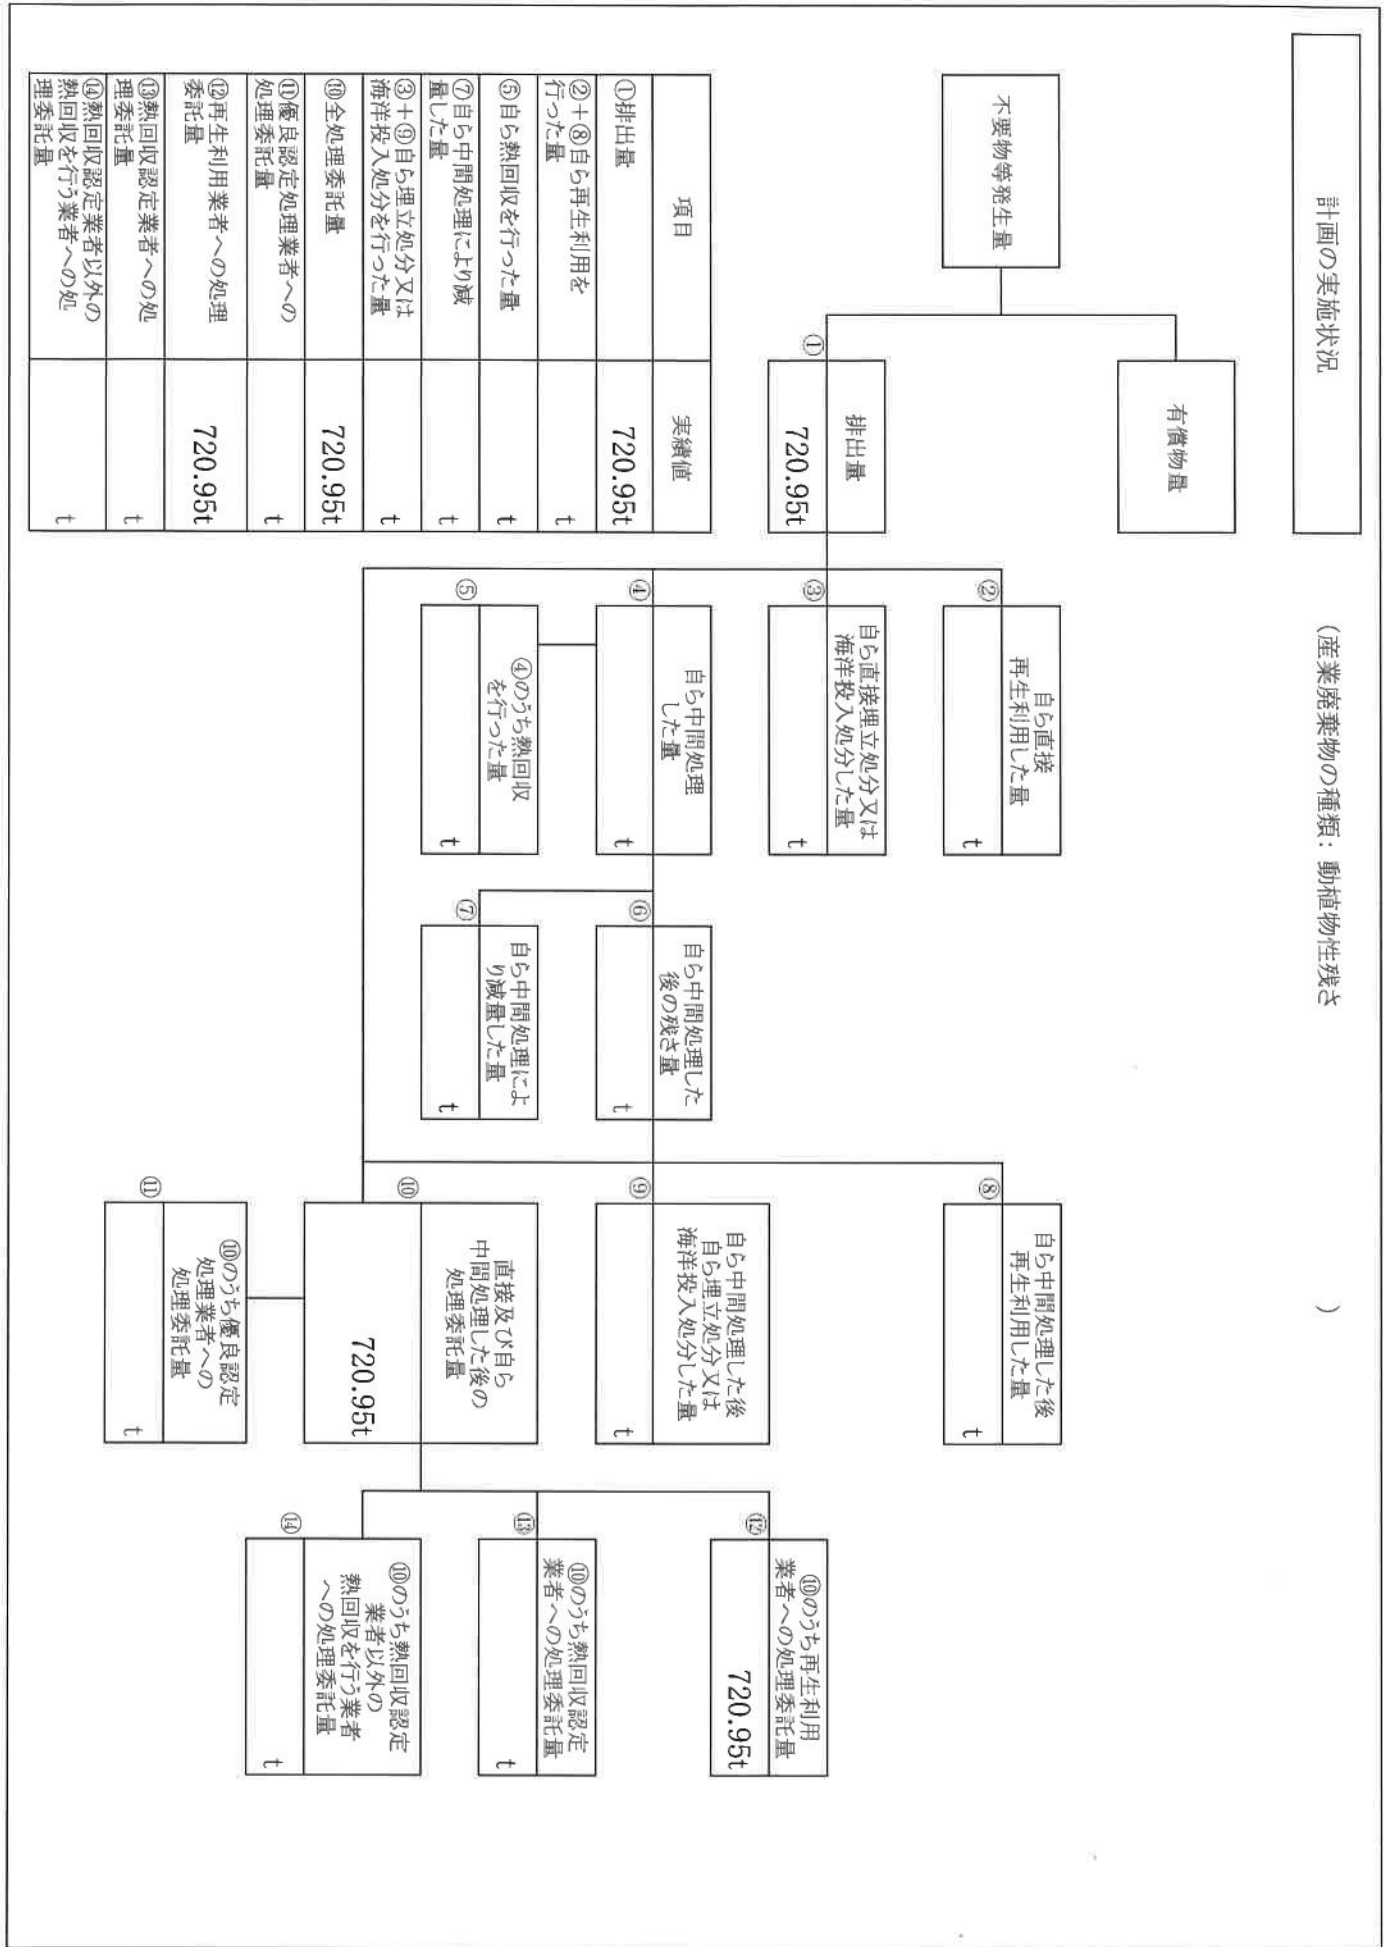 計画の実施状況
(産業廃棄物の種類: 動植物性残さ )
有償物量
不要物等発生量
①
排出量
720.95t
②
自ら直接
再生利用した量
t
③
自ら直接埋立処分又は
海洋投入処分した量
t
④
自ら中間処理
した量
t
⑤
④のうち熱回収
を行った量
t
⑥
自ら中間処理した
後の残さ量
t
⑦
自ら中間処理によ
り減量した量
t
⑧
自ら中間処理した後
再生利用した量
t
⑨
自ら中間処理した後
自ら埋立処分又は
海洋投入処分した量
t
⑩
直接及び自ら
中間処理した後の
処理委託量
720.95t
⑪
⑩のうち優良認定
処理業者への
処理委託量
t
⑫
⑩のうち再生利用
業者への処理委託量
720.95t
⑬
⑩のうち熱回収認定
業者への処理委託量
t
⑭
⑩のうち熱回収認定
業者以外の
熱回収を行う業者
への処理委託量
t
項目 実績値
①排出量 720.95t
②+⑧自ら再生利用を
行った量 t
⑤自ら熱回収を行った量 t
⑦自ら中間処理により減
量した量 t
③+⑨自ら埋立処分又は
海洋投入処分を行った量 t
⑩全処理委託量 720.95t
⑪優良認定処理業者への
処理委託量 t
⑫再生利用業者への処理
委託量 720.95t
⑬熱回収認定業者への処
理委託量 t
⑭熱回収認定業者以外の
熱回収を行う業者への処
理委託量 t